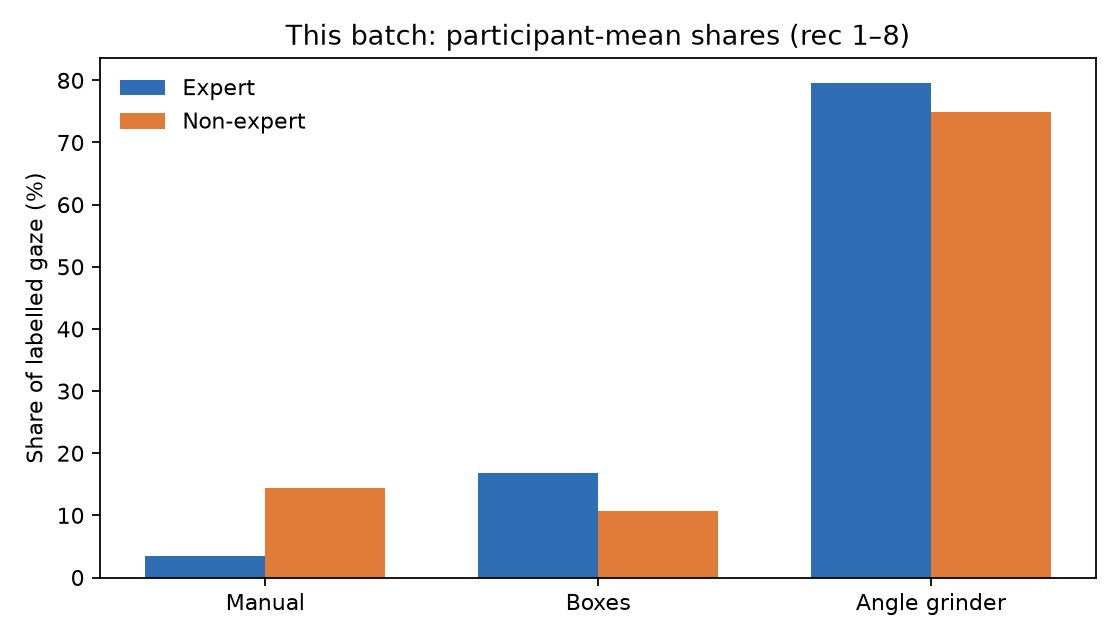 This batch: participant-mean shares (rec 1–8)
Expert
Non-expert
Share of labelled gaze (%)
80
70
60
50
40
30
20
10
0
Manual
Boxes
Angle grinder